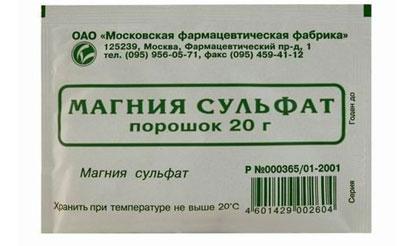 ОАО «Московская фармацевтическая фабрика»
125239, Москва, Фармацевтический пр-д, 1
тел. (095) 956-05-71, факс (095) 459-41-12
МАГНИЯ СУЛЬФАТ
порошок 20 г
Годен до
Магния сульфат
Р №000365/01-2001
Серия
Хранить при температуре не выше 20°С
4 601429 002604